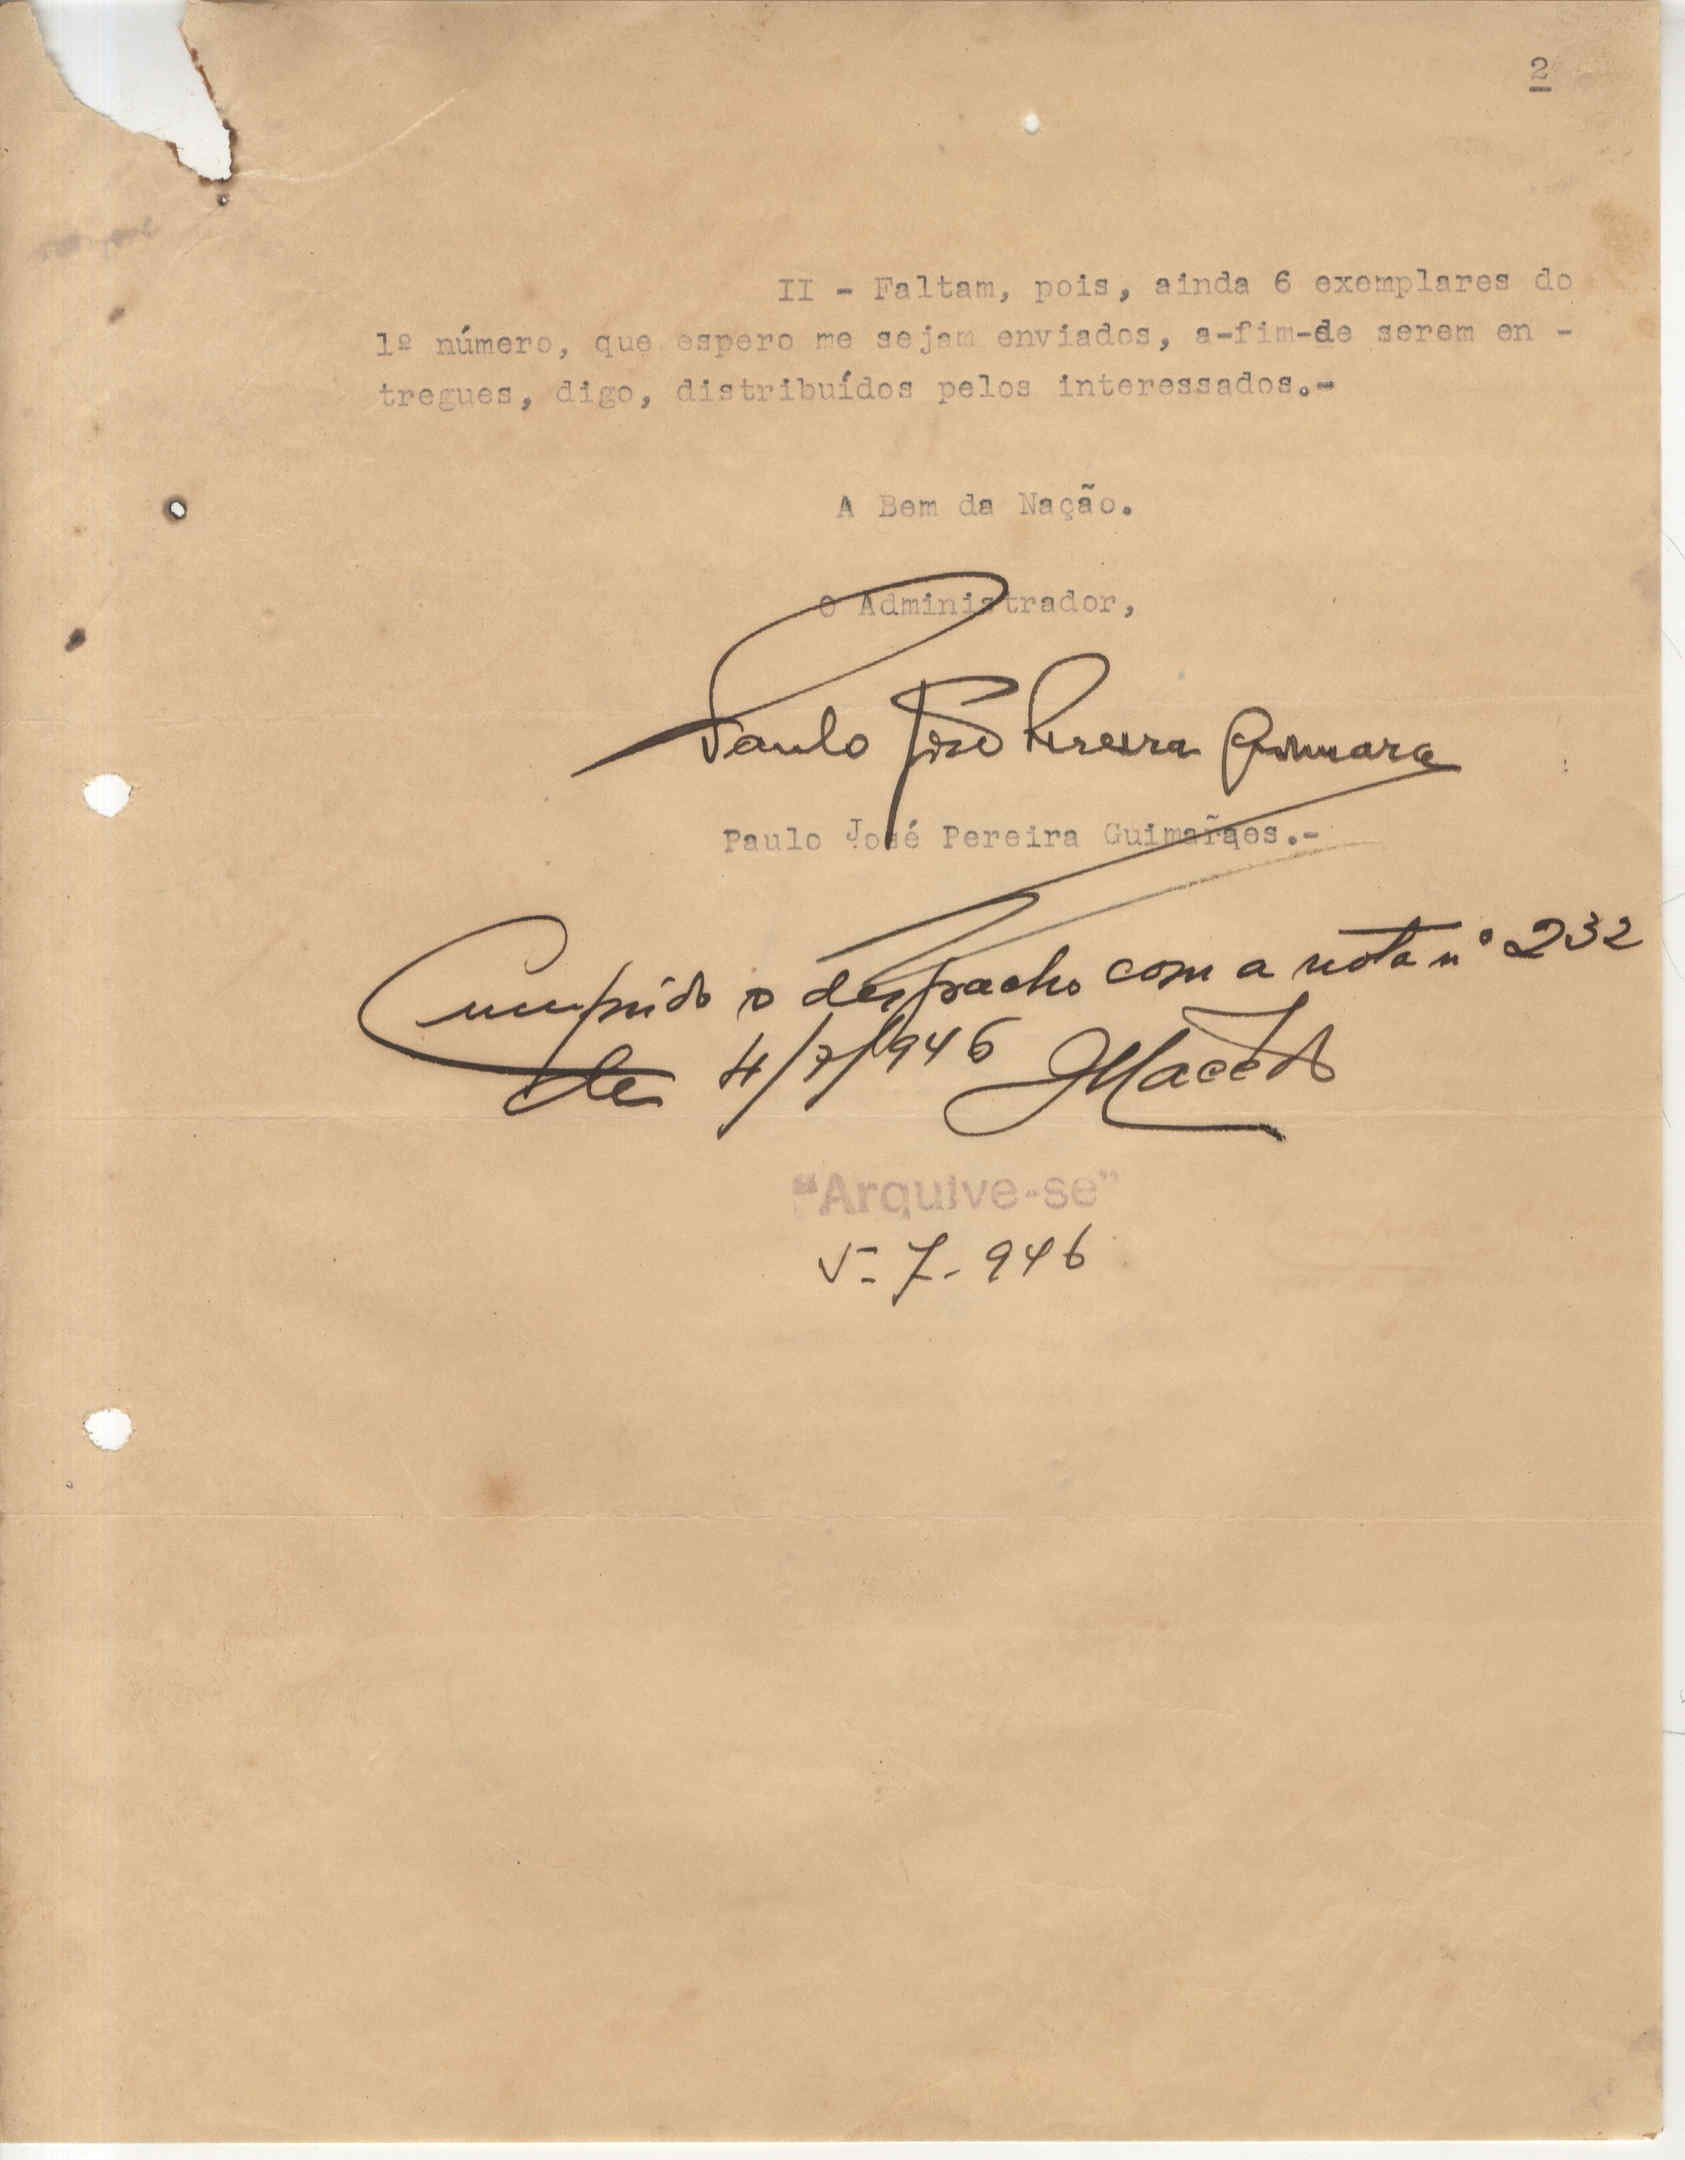 2
II - Faltam, pois, ainda 6 exemplares do
1º número, que espero me sejam enviados, a-fim-de serem en -
tregues, digo, distribuídos pelos interessados.-
A Bem da Nação.
O Administrador,
Paulo José Pereira Guimarães
Paulo José Pereira Guimarães.-
Cumprido o despacho com a nota nº 232
de 4/7/946 JMacedo
"Arquive-se"
5-7-946